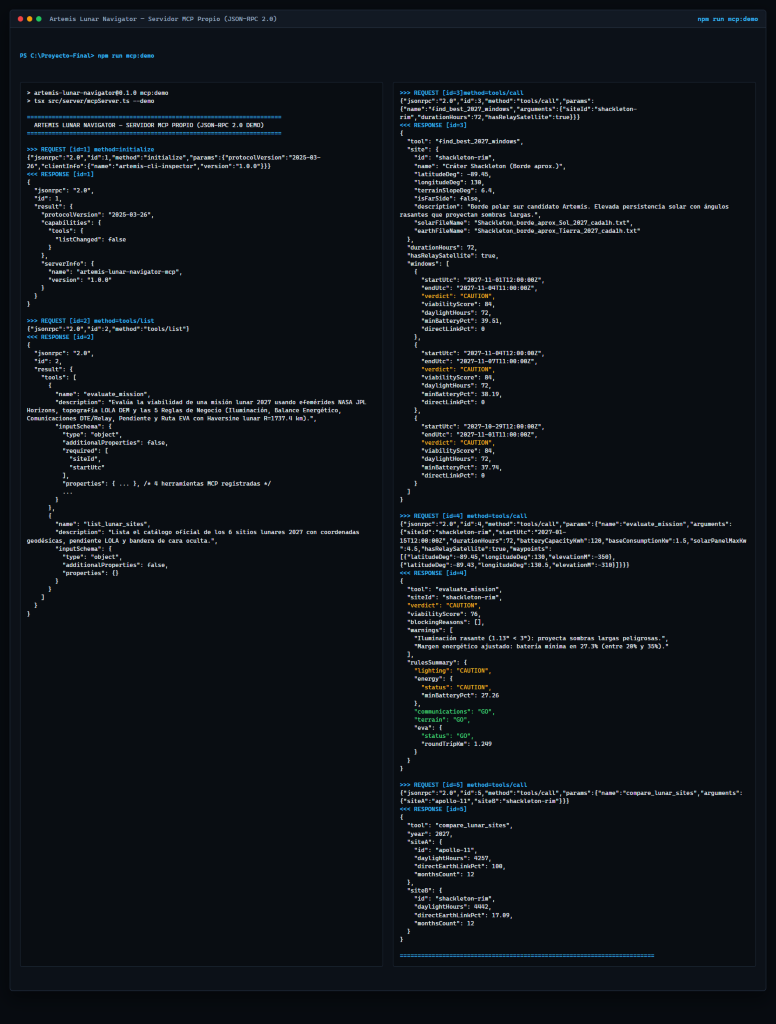 Artemis Lunar Navigator — Servidor MCP Propio (JSON-RPC 2.0)
npm run mcp:demo
PS C:\Proyecto-Final> npm run mcp:demo
> artemis-lunar-navigator@0.1.0 mcp:demo
> tsx src/server/mcpServer.ts --demo
======================================================================
ARTEMIS LUNAR NAVIGATOR — SERVIDOR MCP PROPIO (JSON-RPC 2.0 DEMO)
======================================================================
>>> REQUEST [id=1] method=initialize
{"jsonrpc":"2.0","id":1,"method":"initialize","params":{"protocolVersion":"2025-03-
26","clientInfo":{"name":"artemis-cli-inspector","version":"1.0.0"}}}
<<< RESPONSE [id=1]
{
"jsonrpc": "2.0",
"id": 1,
"result": {
"protocolVersion": "2025-03-26",
"capabilities": {
"tools": {
"listChanged": false
}
},
"serverInfo": {
"name": "artemis-lunar-navigator-mcp",
"version": "1.0.0"
}
}
}
>>> REQUEST [id=2] method=tools/list
{"jsonrpc":"2.0","id":2,"method":"tools/list"}
<<< RESPONSE [id=2]
{
"jsonrpc": "2.0",
"id": 2,
"result": {
"tools": [
{
"name": "evaluate_mission",
"description": "Evalúa la viabilidad de una misión lunar 2027 usando efemérides NASA JPL
Horizons, topografía LOLA DEM y las 5 Reglas de Negocio (Iluminación, Balance Energético,
Comunicaciones DTE/Relay, Pendiente y Ruta EVA con Haversine lunar R=1737.4 km).",
"inputSchema": {
"type": "object",
"additionalProperties": false,
"required": [
"siteId",
"startUtc"
],
"properties": { ... }, /* 4 herramientas MCP registradas */
...
}
},
{
"name": "list_lunar_sites",
"description": "Lista el catálogo oficial de los 6 sitios lunares 2027 con coordenadas
geodésicas, pendiente LOLA y bandera de cara oculta.",
"inputSchema": {
"type": "object",
"additionalProperties": false,
"properties": {}
}
}
]
}
}
>>> REQUEST [id=3]method=tools/call
{"jsonrpc":"2.0","id":3,"method":"tools/call","params":
{"name":"find_best_2027_windows","arguments":{"siteId":"shackleton-
rim","durationHours":72,"hasRelaySatellite":true}}}
<<< RESPONSE [id=3]
{
"tool": "find_best_2027_windows",
"site": {
"id": "shackleton-rim",
"name": "Cráter Shackleton (Borde aprox.)",
"latitudeDeg": -89.45,
"longitudeDeg": 130,
"terrainSlopeDeg": 6.4,
"isFarSide": false,
"description": "Borde polar sur candidato Artemis. Elevada persistencia solar con ángulos
rasantes que proyectan sombras largas.",
"solarFileName": "Shackleton_borde_aprox_Sol_2027_cada1h.txt",
"earthFileName": "Shackleton_borde_aprox_Tierra_2027_cada1h.txt"
},
"durationHours": 72,
"hasRelaySatellite": true,
"windows": [
{
"startUtc": "2027-11-01T12:00:00Z",
"endUtc": "2027-11-04T11:00:00Z",
"verdict": "CAUTION",
"viabilityScore": 84,
"daylightHours": 72,
"minBatteryPct": 39.51,
"directLinkPct": 0
},
{
"startUtc": "2027-11-04T12:00:00Z",
"endUtc": "2027-11-07T11:00:00Z",
"verdict": "CAUTION",
"viabilityScore": 84,
"daylightHours": 72,
"minBatteryPct": 38.19,
"directLinkPct": 0
},
{
"startUtc": "2027-10-29T12:00:00Z",
"endUtc": "2027-11-01T11:00:00Z",
"verdict": "CAUTION",
"viabilityScore": 84,
"daylightHours": 72,
"minBatteryPct": 37.74,
"directLinkPct": 0
}
]
}
>>> REQUEST [id=4] method=tools/call
{"jsonrpc":"2.0","id":4,"method":"tools/call","params":{"name":"evaluate_mission","arguments":
{"siteId":"shackleton-rim","startUtc":"2027-01-
15T12:00:00Z","durationHours":72,"batteryCapacityKwh":120,"baseConsumptionKw":1.5,"solarPanelMaxKw
":4.5,"hasRelaySatellite":true,"waypoints":
[{"latitudeDeg":-89.45,"longitudeDeg":130,"elevationM":-350},
{"latitudeDeg":-89.43,"longitudeDeg":130.5,"elevationM":-310}]}}}
<<< RESPONSE [id=4]
{
"tool": "evaluate_mission",
"siteId": "shackleton-rim",
"verdict": "CAUTION",
"viabilityScore": 76,
"blockingReasons": [],
"warnings": [
"Iluminación rasante (1.13° < 3°): proyecta sombras largas peligrosas.",
"Margen energético ajustado: batería mínima en 27.3% (entre 20% y 35%)."
],
"rulesSummary": {
"lighting": "CAUTION",
"energy": {
"status": "CAUTION",
"minBatteryPct": 27.26
},
"communications": "GO",
"terrain": "GO",
"eva": {
"status": "GO",
"roundTripKm": 1.249
}
}
}
>>> REQUEST [id=5] method=tools/call
{"jsonrpc":"2.0","id":5,"method":"tools/call","params":{"name":"compare_lunar_sites","arguments":
{"siteA":"apollo-11","siteB":"shackleton-rim"}}}
<<< RESPONSE [id=5]
{
"tool": "compare_lunar_sites",
"year": 2027,
"siteA": {
"id": "apollo-11",
"daylightHours": 4257,
"directEarthLinkPct": 100,
"monthsCount": 12
},
"siteB": {
"id": "shackleton-rim",
"daylightHours": 4442,
"directEarthLinkPct": 17.09,
"monthsCount": 12
}
}
======================================================================